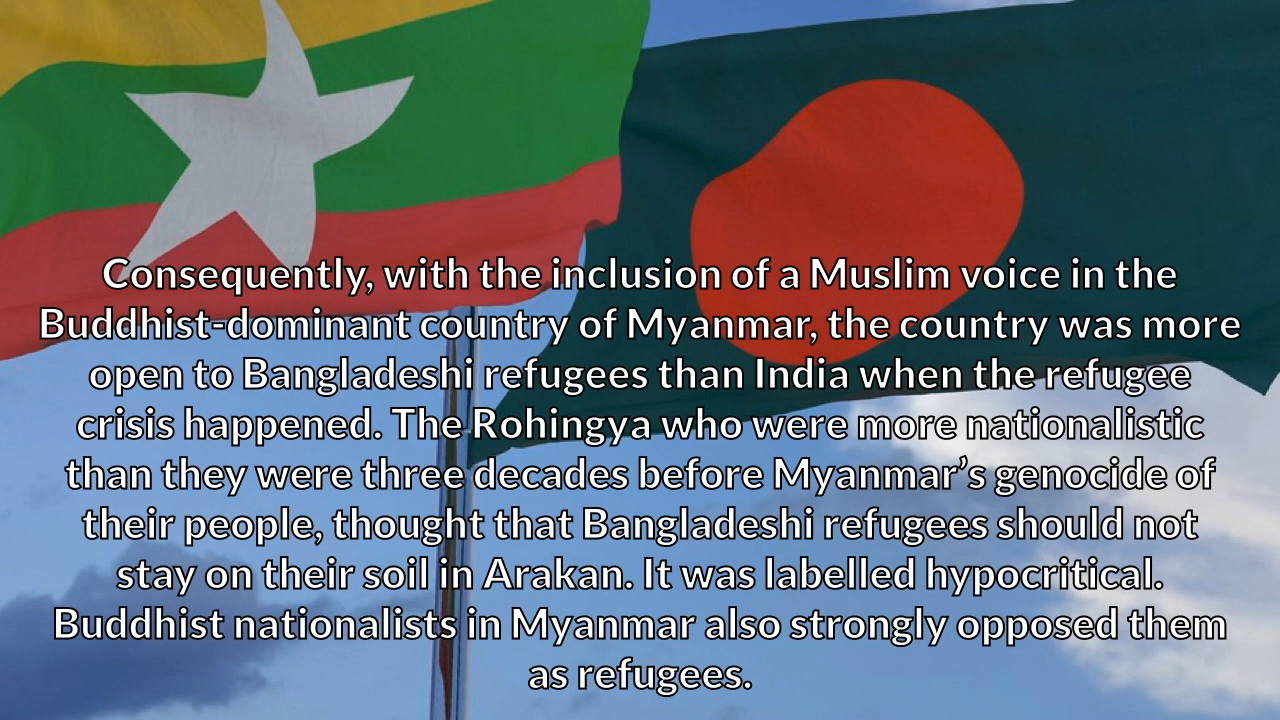 Consequently, with the inclusion of a Muslim voice in the
Buddhist-dominant country of Myanmar, the country was more
open to Bangladeshi refugees than India when the refugee
crisis happened. The Rohingya who were more nationalistic
than they were three decades before Myanmar’s genocide of
their people, thought that Bangladeshi refugees should not
stay on their soil in Arakan. It was labelled hypocritical.
Buddhist nationalists in Myanmar also strongly opposed them
as refugees.